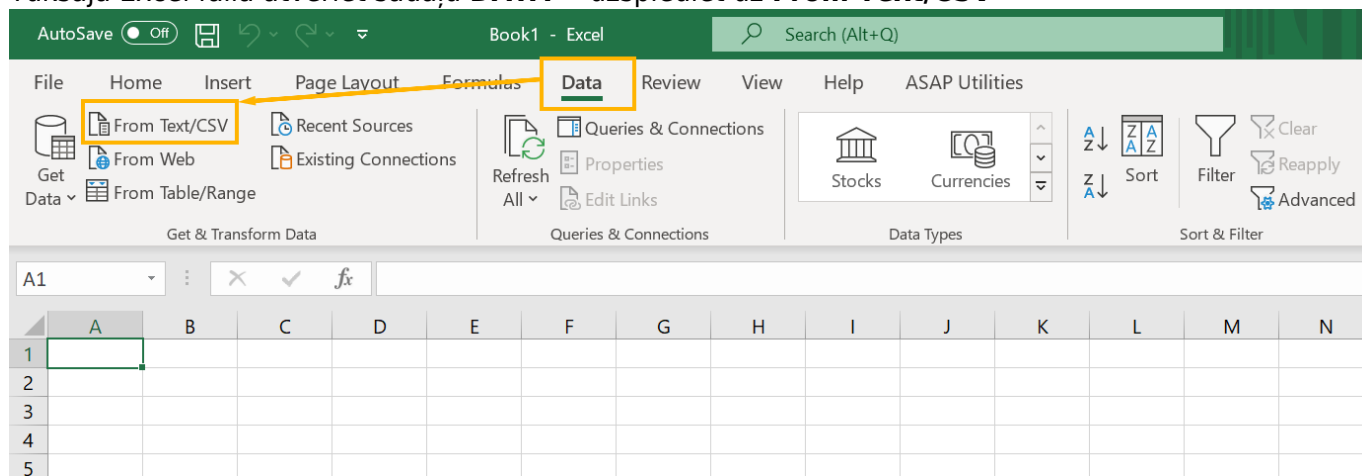 AutoSave Off Book1 - Excel Search (Alt+Q)
File Home Insert Page Layout Formulas Data Review View Help ASAP Utilities
From Text/CSV Recent Sources Queries & Connections Clear
From Web Existing Connections Properties Reapply
Get Data From Table/Range Refresh All Edit Links Stocks Currencies Sort Filter Advanced
Get & Transform Data Queries & Connections Data Types Sort & Filter
A1 fx
A B C D E F G H I J K L M N
1
2
3
4
5